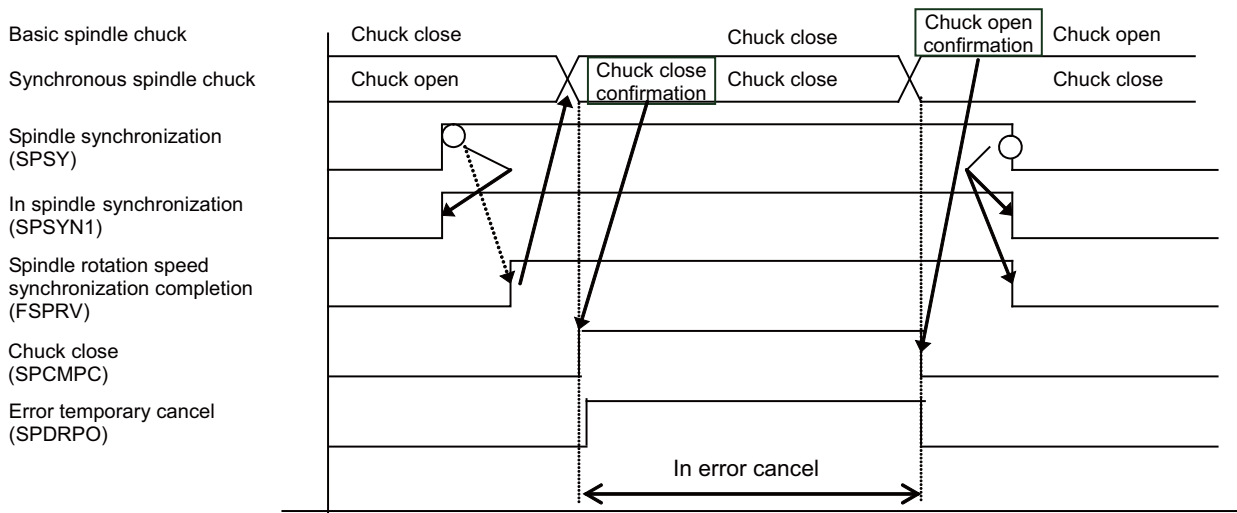 Basic spindle chuck
Chuck close
Chuck close
Chuck open
confirmation
Chuck open
Synchronous spindle chuck
Chuck open
Chuck close
confirmation
Chuck close
Chuck close
Spindle synchronization
(SPSY)
In spindle synchronization
(SPSYN1)
Spindle rotation speed
synchronization completion
(FSPRV)
Chuck close
(SPCMPC)
Error temporary cancel
(SPDRPO)
In error cancel